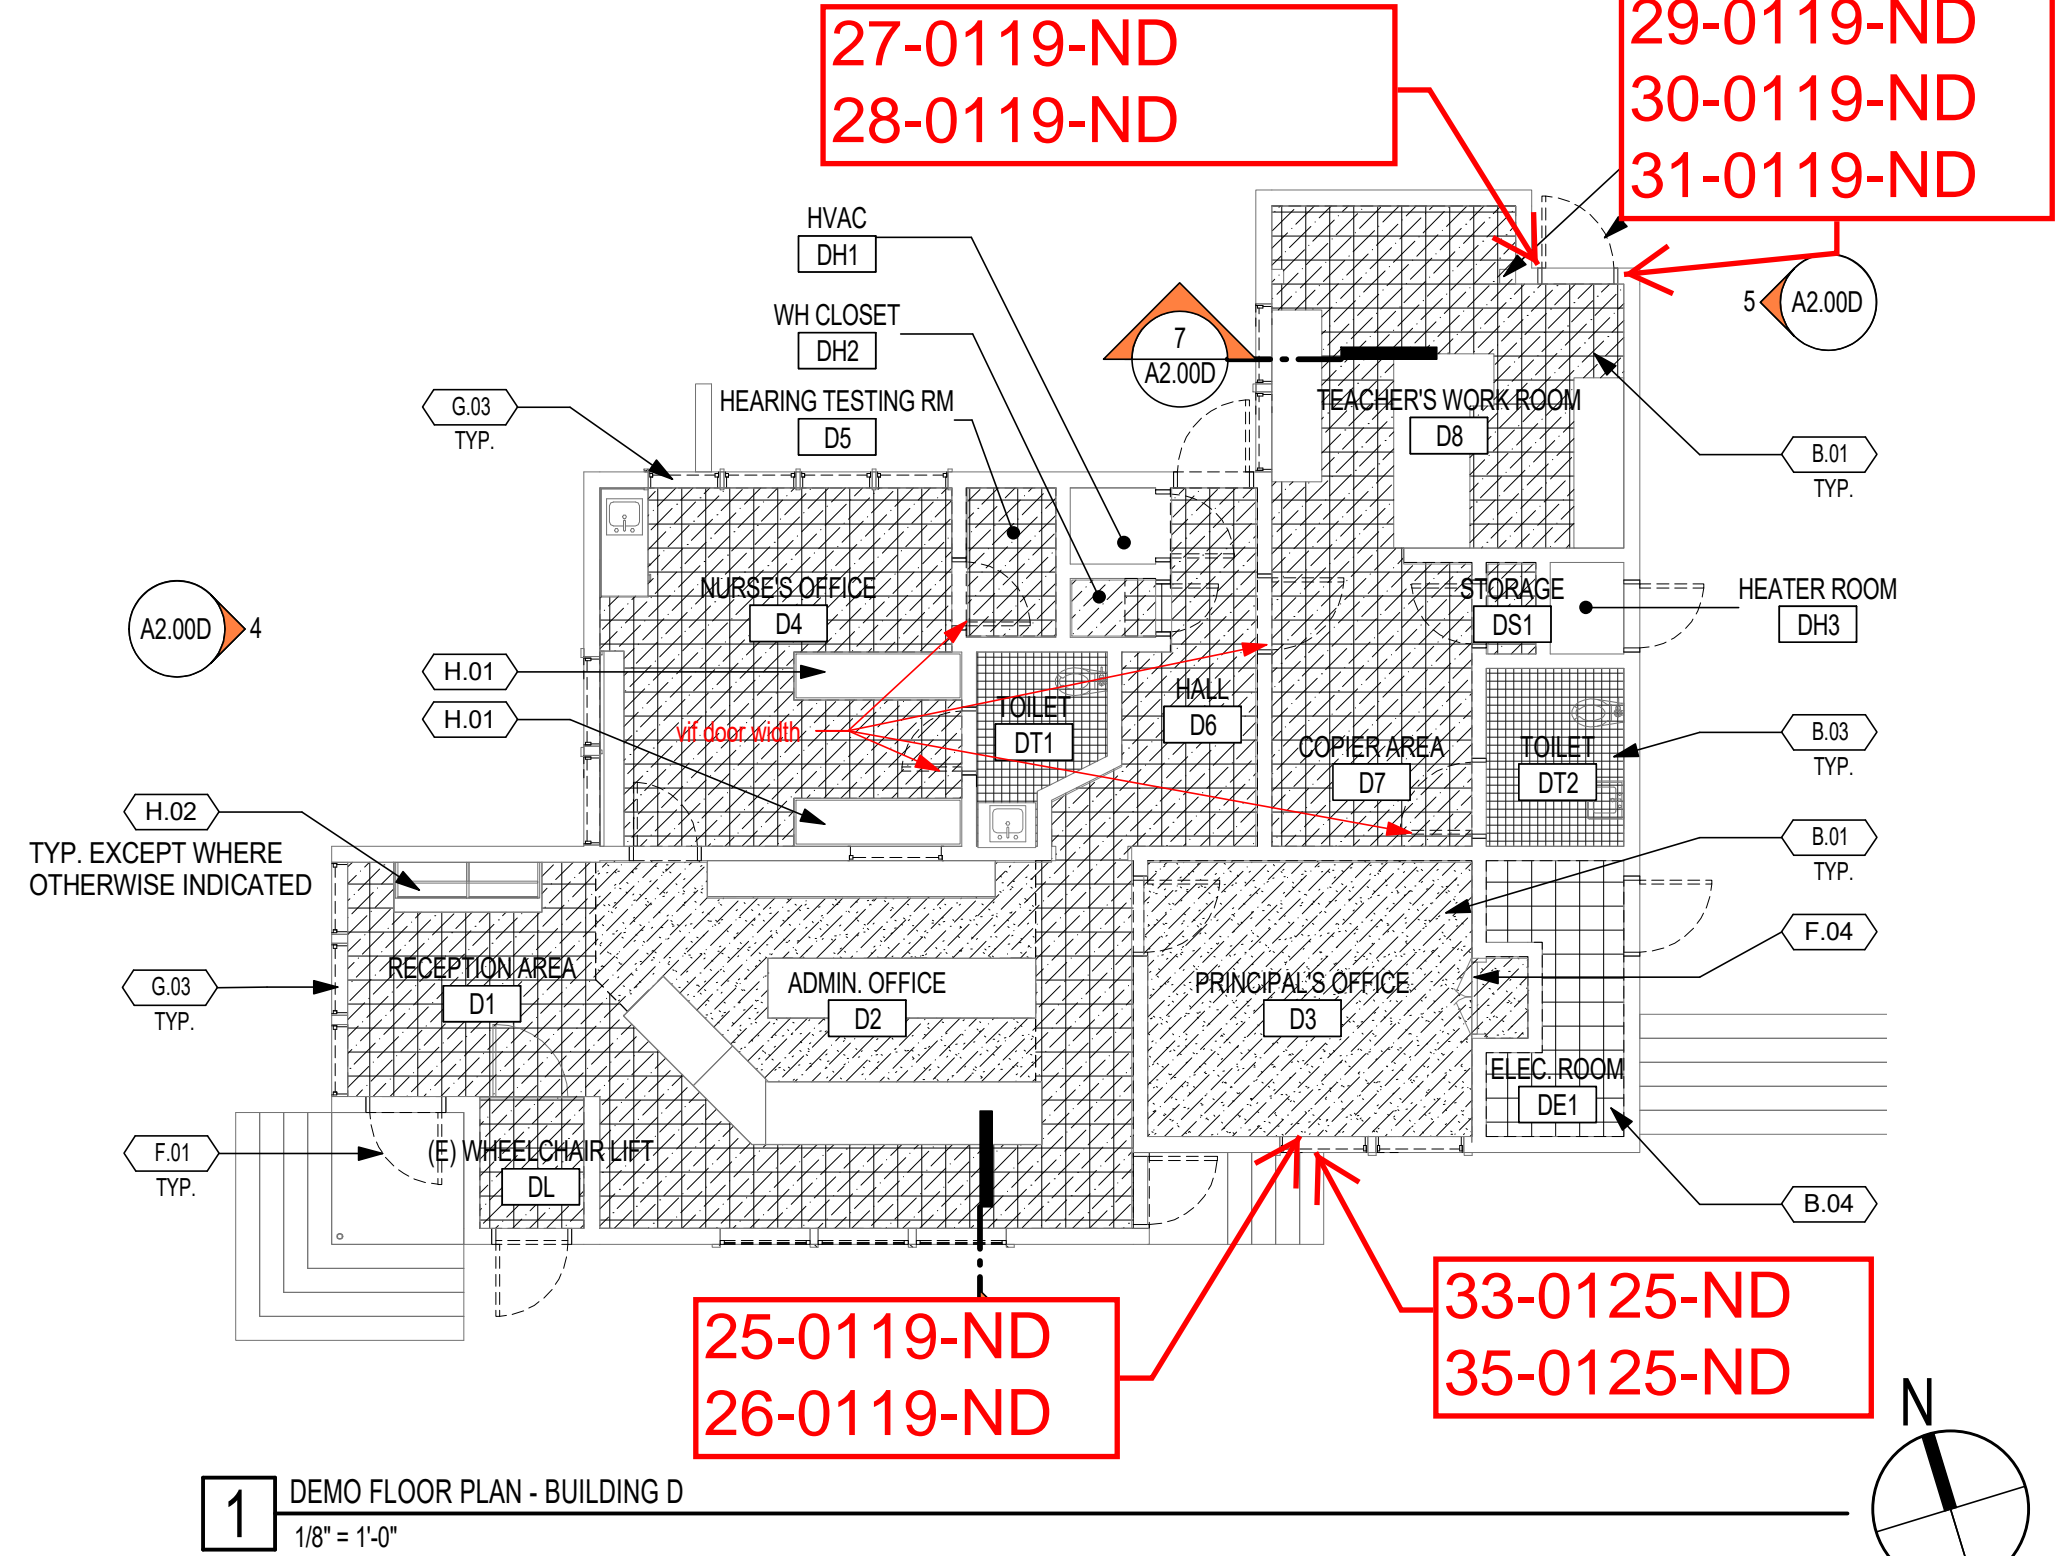 27-0119-ND
28-0119-ND
29-0119-ND
30-0119-ND
31-0119-ND
HVAC
DH1
WH CLOSET
DH2
HEARING TESTING RM
D5
7
A2.00D
5
A2.00D
G.03
TYP.
TEACHER'S WORK ROOM
D8
B.01
TYP.
A2.00D
4
NURSE'S OFFICE
D4
STORAGE
DS1
HEATER ROOM
DH3
H.01
H.01
vif door width
TOILET
DT1
HALL
D6
COPIER AREA
D7
TOILET
DT2
B.03
TYP.
H.02
TYP. EXCEPT WHERE
OTHERWISE INDICATED
B.01
TYP.
F.04
RECEPTION AREA
D1
ADMIN. OFFICE
D2
PRINCIPAL'S OFFICE
D3
G.03
TYP.
ELEC. ROOM
DE1
F.01
TYP.
(E) WHEELCHAIR LIFT
DL
B.04
25-0119-ND
26-0119-ND
33-0125-ND
35-0125-ND
N
1
DEMO FLOOR PLAN - BUILDING D
1/8" = 1'-0"